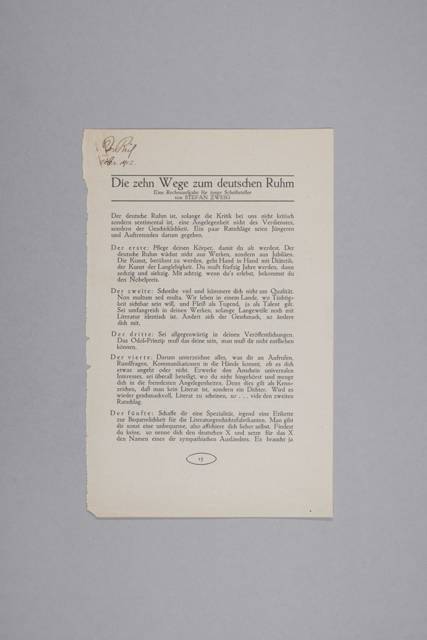 Die zehn Wege zum deutschen Ruhm
Eine Rechenaufgabe für junge Schriftsteller
von STEFAN ZWEIG
Der deutsche Ruhm ist, solange die Kritik bei uns nicht kritisch
sondern sentimental ist, eine Angelegenheit nicht des Verdienstes,
sondern der Geschicklichkeit. Ein paar Ratschläge seien Jüngeren
und Auftretenden darum gegeben.
Der erste: Pflege deinen Körper, damit du alt werdest. Der
deutsche Ruhm wächst nicht aus Werken, sondern aus Jubiläen.
Die Kunst, berühmt zu werden, geht Hand in Hand mit Diätetik,
der Kunst der Langlebigkeit. Du mußt fünfzig Jahre werden, dann
sechzig und siebzig. Mit achtzig, wenn du's erlebst, bekommst du
den Nobelpreis.
Der zweite: Schreibe viel und kümmere dich nicht um Qualität.
Non multum sed multa. Wir leben in einem Lande, wo Tüchtig-
keit sichtbar sein will, und Fleiß als Tugend, ja als Talent gilt.
Sei umfangreich in deinen Werken, solange Langeweile noch mit
Literatur identisch ist. Ändert sich der Geschmack, so ändere
dich mit.
Der dritte: Sei allgegenwärtig in deinen Veröffentlichungen.
Das Odol-Prinzip muß das deine sein, man muß dir nicht entfliehen
können.
Der vierte: Darum unterzeichne alles, was dir an Aufrufen,
Rundfragen, Kommunikationen in die Hände kommt, ob es dich
etwas angeht oder nicht. Erwecke den Anschein universalen
Interesses, sei überall beteiligt, wo du nicht hingehörst und menge
dich in die fremdesten Angelegenheiten. Denn dies gilt als Kenn-
zeichen, daß man kein Literat ist, sondern ein Dichter. Wird es
wieder geschmackvoll, Literat zu scheinen, so . . . vide den zweiten
Ratschlag.
Der fünfte: Schaffe dir eine Spezialität, irgend eine Etikette
zur Bequemlichkeit für die Literaturgeschichtsfabrikanten. Man gibt
dir sonst eine unbequeme, also affichiere dich lieber selbst. Findest
du keine, so nenne dich den deutschen X und setze für das X
den Namen eines dir sympathischen Ausländers. Es braucht ja
17